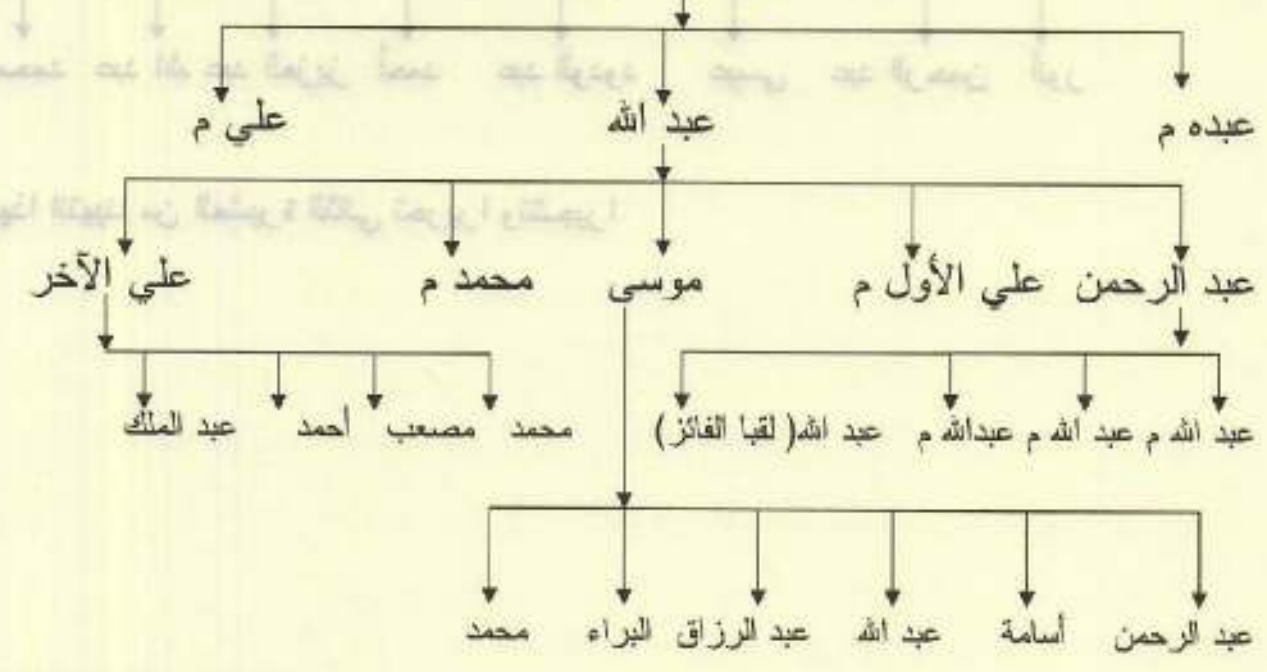 عبده م عبد الله علي م
عبد الرحمن علي الأول م موسى محمد م علي الآخر
عبد الله م عبد الله م عبدالله م عبد الله( لقبا الفائز) محمد مصعب أحمد عبد الملك
عبد الرحمن أسامة عبد الله عبد الرزاق البراء محمد